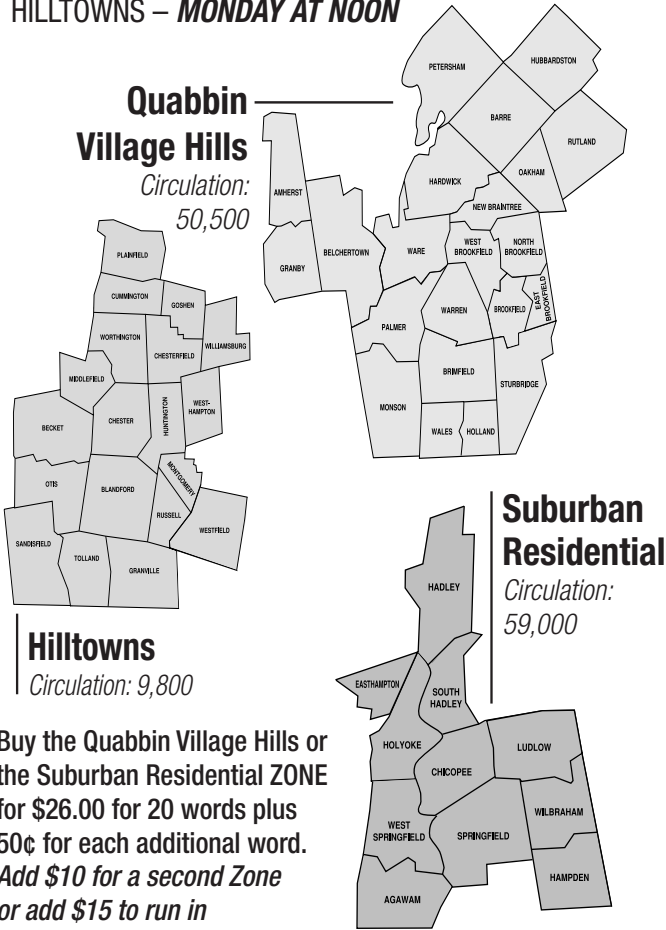 HILLTOWNS – MONDAY AT NOON
Quabbin
Village Hills
Circulation:
50,500
PETERSHAM
HUBBARDSTON
BARRE
RUTLAND
OAKHAM
HARDWICK
NEW BRAINTREE
AMHERST
BELCHERTOWN
WARE
WEST
BROOKFIELD
NORTH
BROOKFIELD
GRANBY
EAST
BROOKFIELD
BROOKFIELD
WARREN
PALMER
BRIMFIELD
STURBRIDGE
MONSON
WALES
HOLLAND
PLAINFIELD
CUMMINGTON
GOSHEN
WORTHINGTON
WILLIAMSBURG
CHESTERFIELD
MIDDLEFIELD
WEST-
HAMPTON
HUNTINGTON
BECKET
CHESTER
MONTGOMERY
OTIS
BLANDFORD
RUSSELL
WESTFIELD
SANDISFIELD
TOLLAND
GRANVILLE
Hilltowns
Circulation: 9,800
Suburban
Residential
Circulation:
59,000
HADLEY
EASTHAMPTON
SOUTH
HADLEY
HOLYOKE
LUDLOW
CHICOPEE
WILBRAHAM
WEST
SPRINGFIELD
SPRINGFIELD
HAMPDEN
AGAWAM
Buy the Quabbin Village Hills or
the Suburban Residential ZONE
for $26.00 for 20 words plus
50¢ for each additional word.
Add $10 for a second Zone
or add $15 to run in